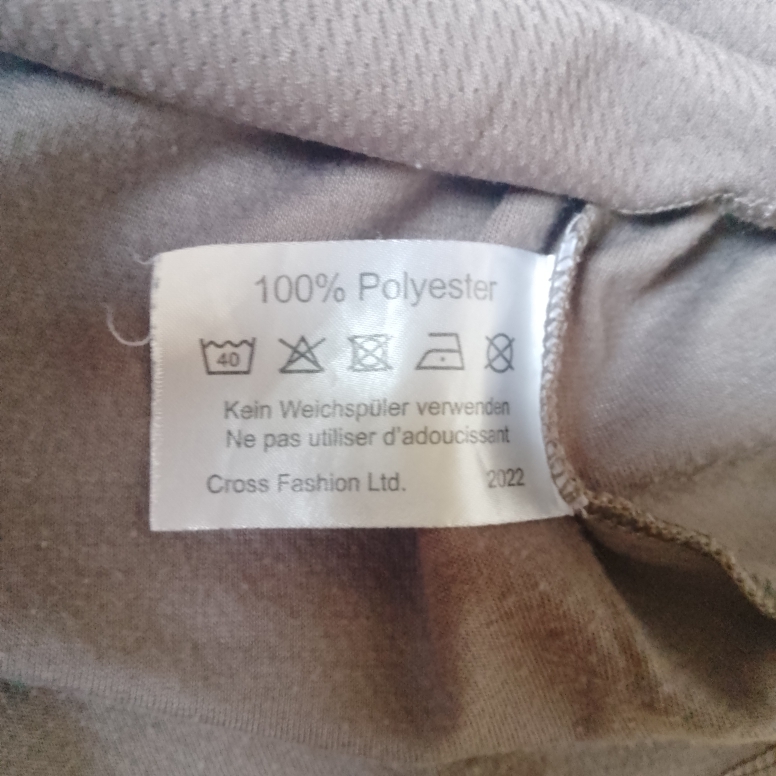 100% Polyester
40
Kein Weichspüler verwenden
Ne pas utiliser d'adoucissant
Cross Fashion Ltd. 2022